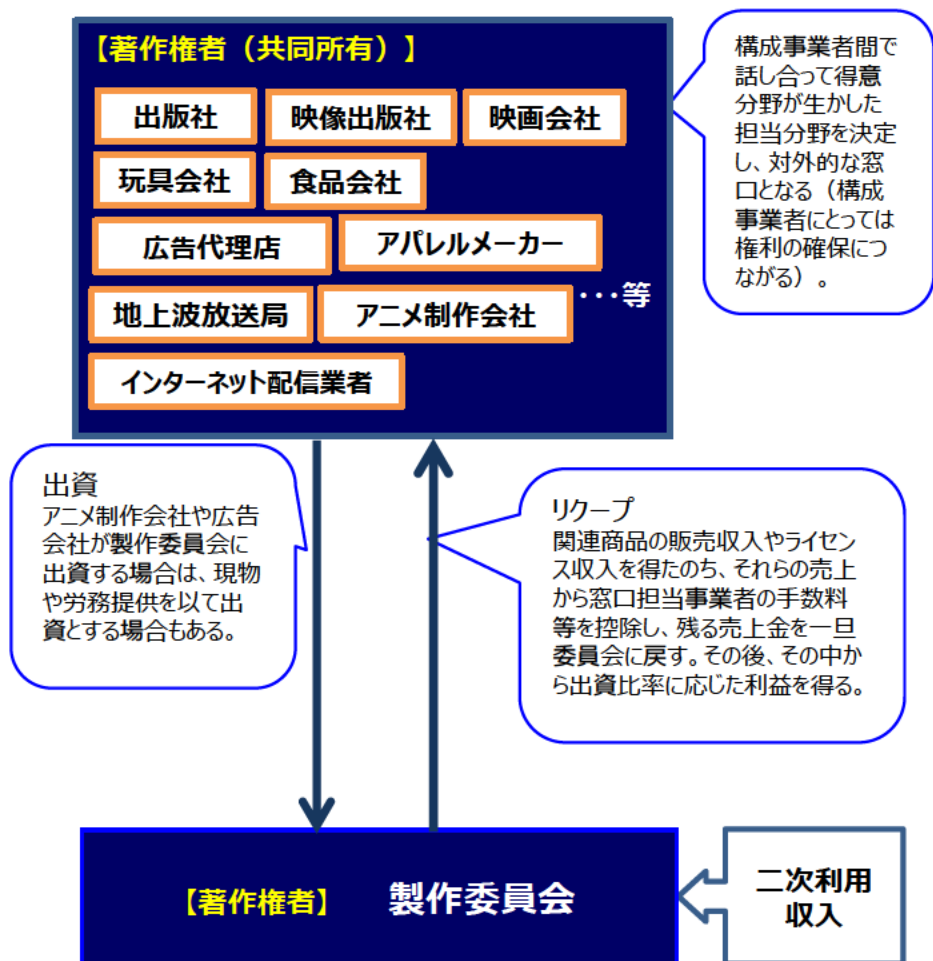 【著作権者（共同所有）】
出版社
映像出版社
映画会社
玩具会社
食品会社
広告代理店
アパレルメーカー
地上波放送局
アニメ制作会社
・・・等
インターネット配信業者
構成事業者間で
話し合って得意
分野が生かした
担当分野を決定
し、対外的な窓
口となる（構成
事業者にとっては
権利の確保につ
ながる）。
出資
アニメ制作会社や広告
会社が製作委員会に
出資する場合は、現物
や労務提供を以て出
資とする場合もある。
リクープ
関連商品の販売収入やライセン
ス収入を得たのち、それらの売上
から窓口担当事業者の手数料
等を控除し、残る売上金を一旦
委員会に戻す。その後、その中か
ら出資比率に応じた利益を得る。
【著作権者】 製作委員会
二次利用
収入